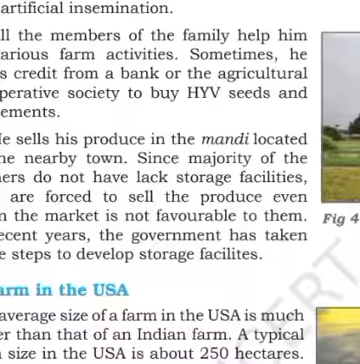 artificial insemination.
ll the members of the family help him
arious farm activities. Sometimes, he
s credit from a bank or the agricultural
perative society to buy HYV seeds and
ements.
He sells his produce in the mandi located
he nearby town. Since majority of the
ers do not have lack storage facilities,
are forced to sell the produce even
n the market is not favourable to them.
ecent years, the government has taken
e steps to develop storage facilites.
Fig 4
arm in the USA
average size of a farm in the USA is much
er than that of an Indian farm. A typical
size in the USA is about 250 hectares.